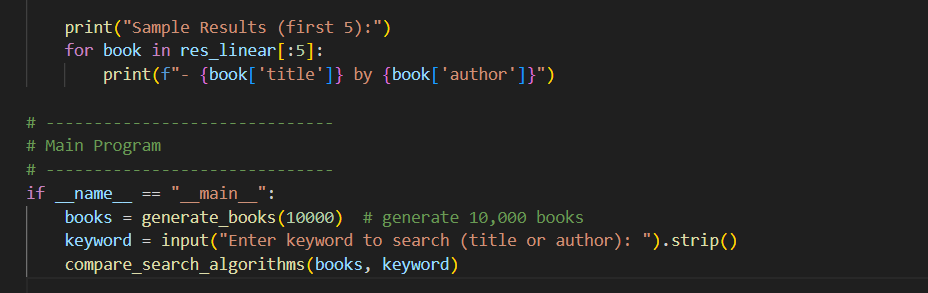 print("Sample Results (first 5):")
    for book in res_linear[:5]:
        print(f"- {book['title']} by {book['author']}")

# ------------------------------
# Main Program
# ------------------------------
if __name__ == "__main__":
    books = generate_books(10000)  # generate 10,000 books
    keyword = input("Enter keyword to search (title or author): ").strip()
    compare_search_algorithms(books, keyword)